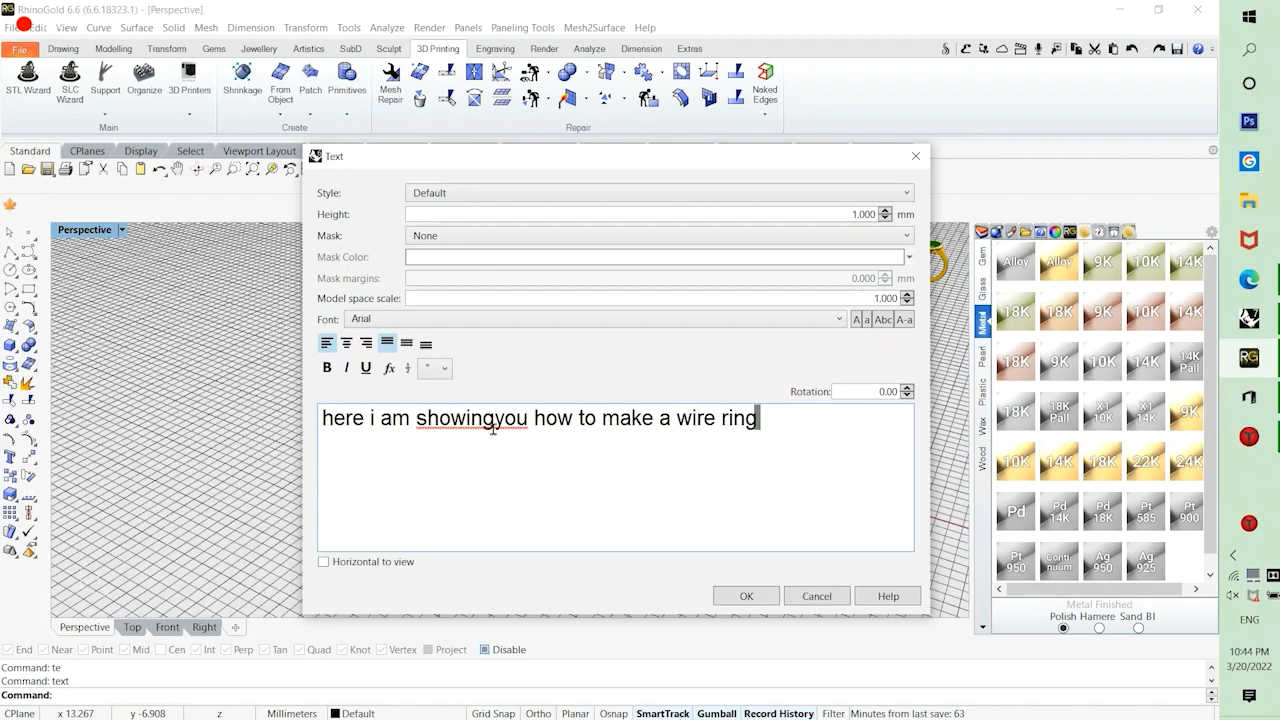 RhinoGold 6.6 (6.6.18323.1) - [Perspective]
Edit View Curve Surface Solid Mesh Dimension Transform Tools Analyze Render Panels Paneling Tools Mesh2Surface Help
File Drawing Modelling Transform Gems Jewellery Artistics SubD Sculpt 3D Printing Engraving Render Analyze Dimension Extras
STL Wizard SLC Wizard Support Organize 3D Printers Shrinkage From Object Patch Primitives Mesh Repair Naked Edges
Main Create Repair
Standard CPlanes Display Select Viewport Layout
Text
Perspective
Style: Default
Height: 1.000 mm
Mask: None
Mask Color:
Mask margins: 0.000 mm
Model space scale: 1.000
Font: Arial A a Abc A-a
B I U fx °
Rotation: 0.00
here i am showingyou how to make a wire ring
Horizontal to view
OK Cancel Help
Gem Glass Metal Pearl Plastic Wax Wood
Alloy Alloy 9K 10K 14K
18K 18K 9K 10K 14K
18K 9K 10K 14K 14K Pall
18K 18K Pall X1 10K X1 14K 9K
10K 14K 18K 22K 24K
Pd Pd 14K Pd 18K Pt 585 Pt 900
Pt 950 Conti- nuum Ag 950 Ag 925
Metal Finished
Polish Hamere Sand Bl
Perspective Top Front Right
End Near Point Mid Cen Int Perp Tan Quad Knot Vertex Project Disable
Command: te
Command: text
Command:
CPlane x 13.267 y -6.908 z Millimeters Default Grid Snap Ortho Planar Osnap SmartTrack Gumball Record History Filter Minutes from last save: 63
Ps
RG
ENG
10:44 PM
3/20/2022